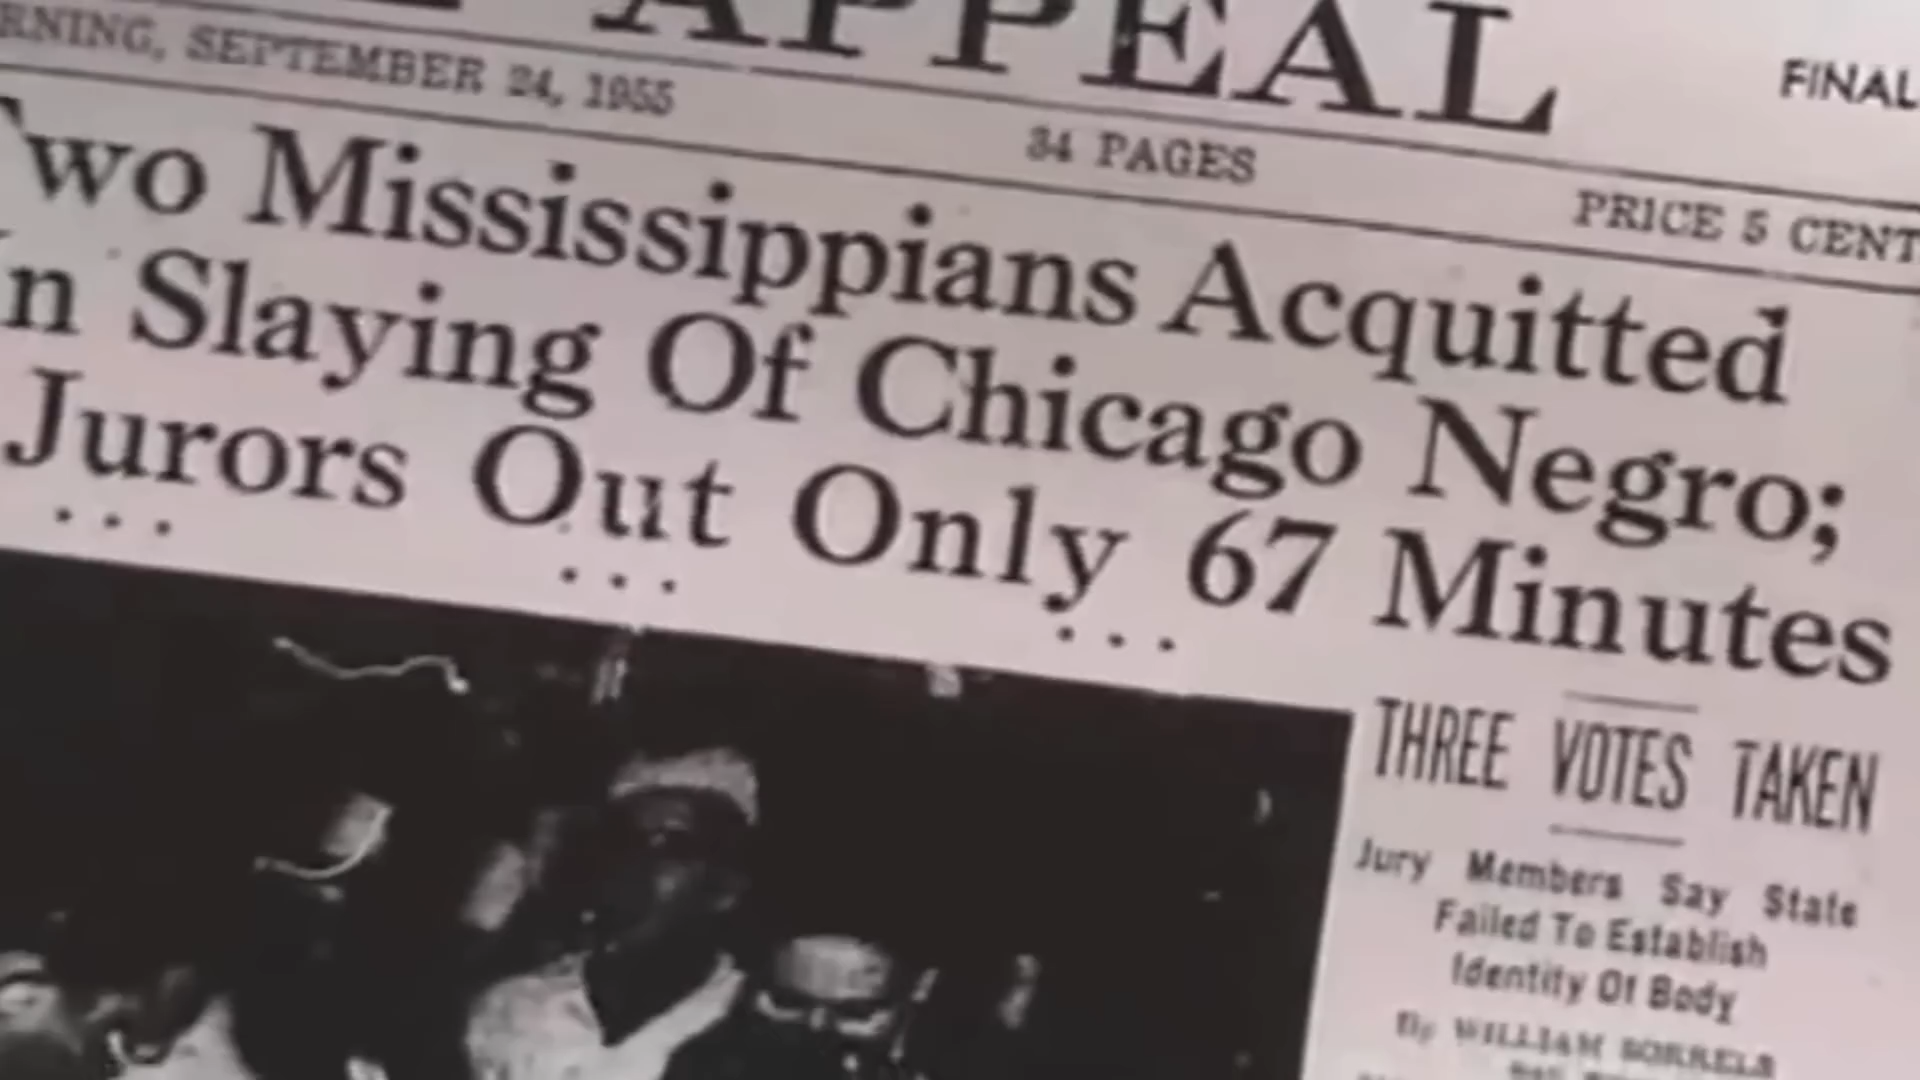 APPEAL
FINAL
RNING, SEPTEMBER 24, 1955
34 PAGES
PRICE 5 CENT
Two Mississippians Acquitted
In Slaying Of Chicago Negro;
Jurors Out Only 67 Minutes
THREE VOTES TAKEN
Jury Members Say State
Failed To Establish
Identity Of Body
By WILLIAM SORRELS